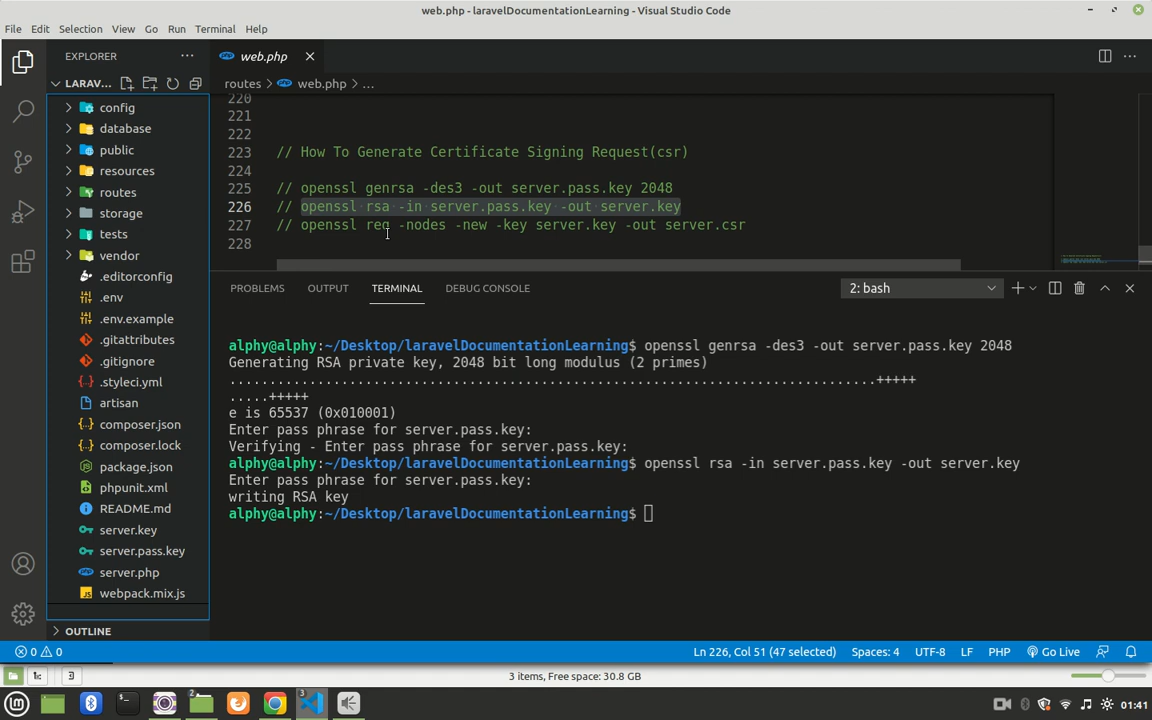 web.php - laravelDocumentationLearning - Visual Studio Code
File Edit Selection View Go Run Terminal Help
EXPLORER
web.php
LARAV...
routes > web.php > ...
config
database
public
resources
routes
storage
tests
vendor
.editorconfig
.env
.env.example
.gitattributes
.gitignore
.styleci.yml
artisan
composer.json
composer.lock
package.json
phpunit.xml
README.md
server.key
server.pass.key
server.php
webpack.mix.js
OUTLINE
220
221
222
223 // How To Generate Certificate Signing Request(csr)
224
225 // openssl genrsa -des3 -out server.pass.key 2048
226 // openssl rsa -in server.pass.key -out server.key
227 // openssl req -nodes -new -key server.key -out server.csr
228
PROBLEMS OUTPUT TERMINAL DEBUG CONSOLE 2: bash
alphy@alphy:~/Desktop/laravelDocumentationLearning$ openssl genrsa -des3 -out server.pass.key 2048
Generating RSA private key, 2048 bit long modulus (2 primes)
................................................................................+++++
.....+++++
e is 65537 (0x010001)
Enter pass phrase for server.pass.key:
Verifying - Enter pass phrase for server.pass.key:
alphy@alphy:~/Desktop/laravelDocumentationLearning$ openssl rsa -in server.pass.key -out server.key
Enter pass phrase for server.pass.key:
writing RSA key
alphy@alphy:~/Desktop/laravelDocumentationLearning$
0 0 Ln 226, Col 51 (47 selected) Spaces: 4 UTF-8 LF PHP Go Live
3 items, Free space: 30.8 GB
2 3 01:41